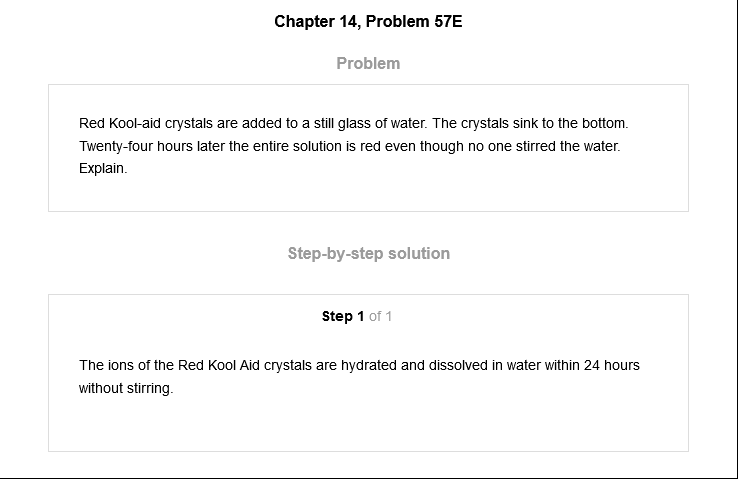 Chapter 14, Problem 57E
Problem
Red Kool-aid crystals are added to a still glass of water. The crystals sink to the bottom.
Twenty-four hours later the entire solution is red even though no one stirred the water.
Explain.
Step-by-step solution
Step 1 of 1
The ions of the Red Kool Aid crystals are hydrated and dissolved in water within 24 hours
without stirring.